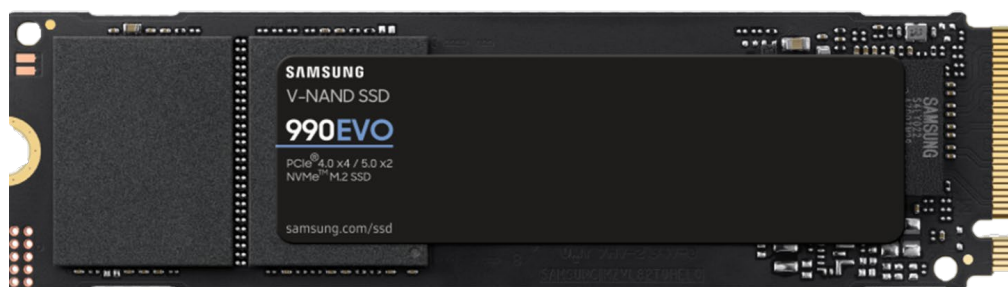 SAMSUNG
V-NAND SSD
990EVO
PCIe® 4.0 x4 / 5.0 x2
NVMe™ M.2 SSD
samsung.com/ssd
SAMSUNG